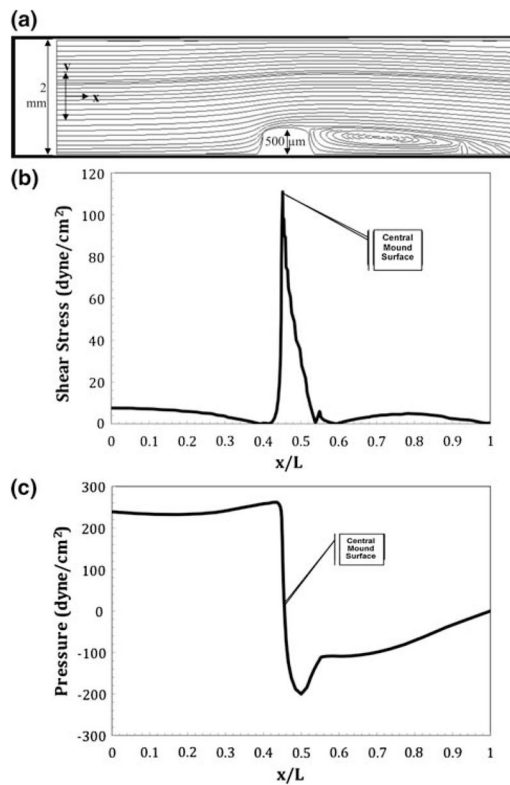 (a)
2
mm
y
x
500 µm
(b)
120
100
80
60
40
20
0
Shear Stress (dyne/cm²)
Central
Mound
Surface
0 0.1 0.2 0.3 0.4 0.5 0.6 0.7 0.8 0.9 1
x/L
(c)
300
200
100
0
-100
-200
-300
Pressure (dyne/cm²)
Central
Mound
Surface
0 0.1 0.2 0.3 0.4 0.5 0.6 0.7 0.8 0.9 1
x/L